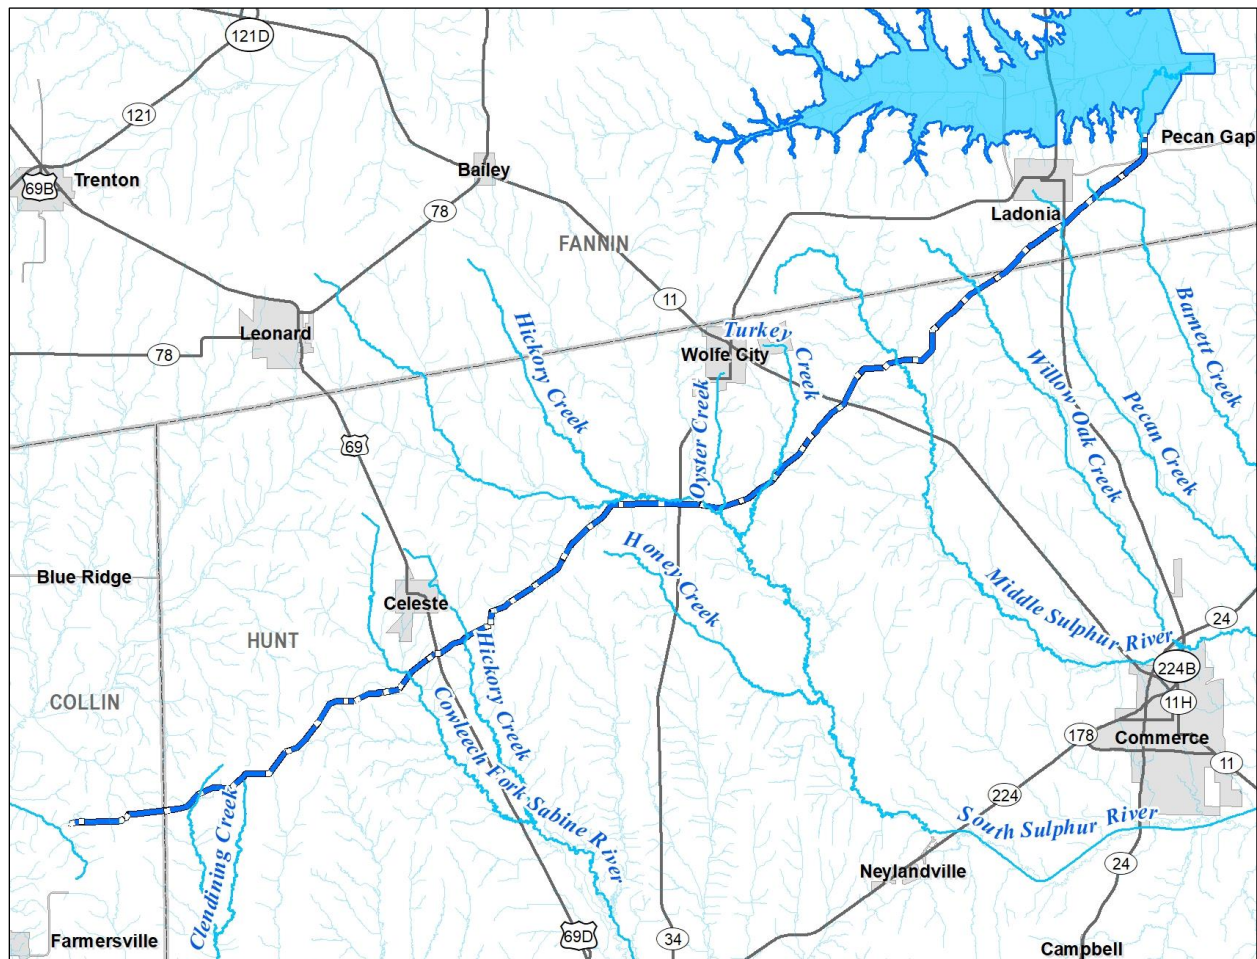 121D
121
Pecan Gap
Bailey
69B
Trenton
78
Ladonia
FANNIN
11
Barnett Creek
Hickory Creek
Turkey Creek
Leonard
Wolfe City
78
Willow Oak Creek
Pecan Creek
69
Oyster Creek
Honey Creek
Blue Ridge
Celeste
Middle Sulphur River
24
HUNT
Hickory Creek
224B
COLLIN
11H
Cowleech Fork Sabine River
178
Commerce
11
224
Clendining Creek
South Sulphur River
24
Neylandville
Farmersville
69D
34
Campbell